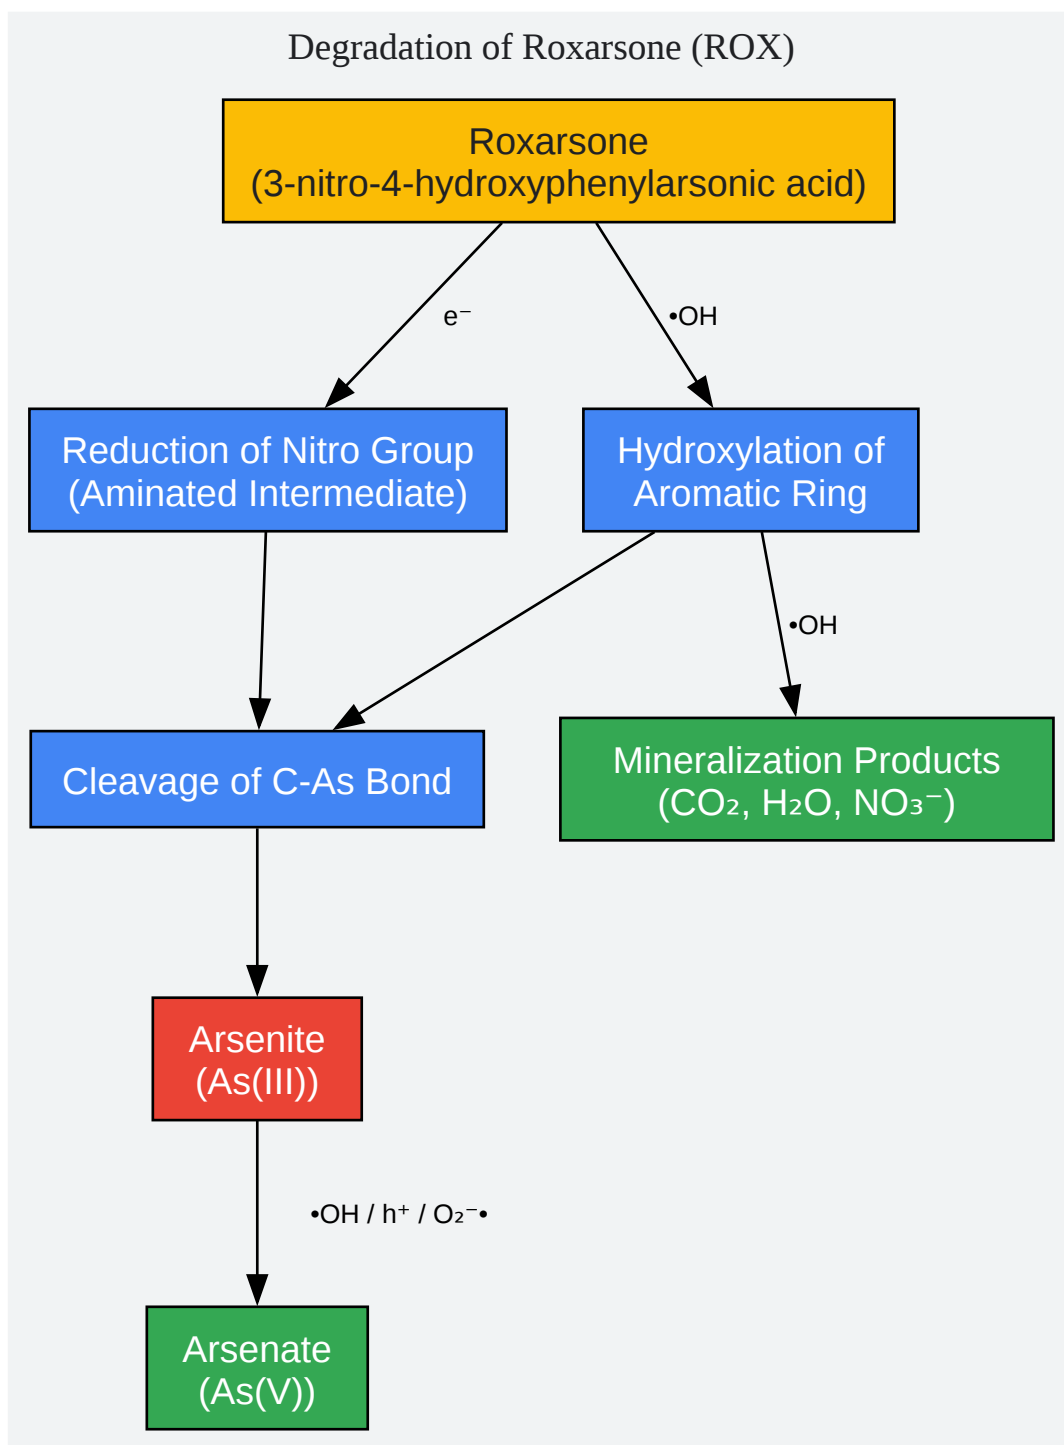 Degradation of Roxarsone (ROX)
Roxarsone
(3-nitro-4-hydroxyphenylarsonic acid)
e⁻
•OH
Reduction of Nitro Group
(Aminated Intermediate)
Hydroxylation of
Aromatic Ring
•OH
Cleavage of C-As Bond
Mineralization Products
(CO₂, H₂O, NO₃⁻)
Arsenite
(As(III))
•OH / h⁺ / O₂⁻•
Arsenate
(As(V))